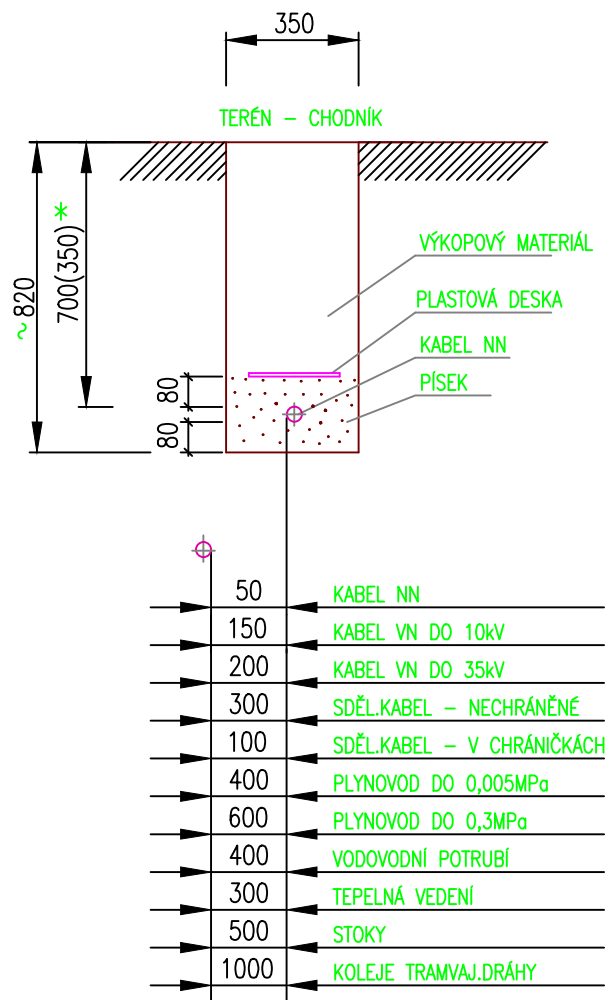 350
TERÉN – CHODNÍK
~820
700(350)*
VÝKOPOVÝ MATERIÁL
PLASTOVÁ DESKA
KABEL NN
PÍSEK
80
80
50 KABEL NN
150 KABEL VN DO 10kV
200 KABEL VN DO 35kV
300 SDĚL.KABEL – NECHRÁNĚNÉ
100 SDĚL.KABEL – V CHRÁNIČKÁCH
400 PLYNOVOD DO 0,005MPa
600 PLYNOVOD DO 0,3MPa
400 VODOVODNÍ POTRUBÍ
300 TEPELNÁ VEDENÍ
500 STOKY
1000 KOLEJE TRAMVAJ.DRÁHY